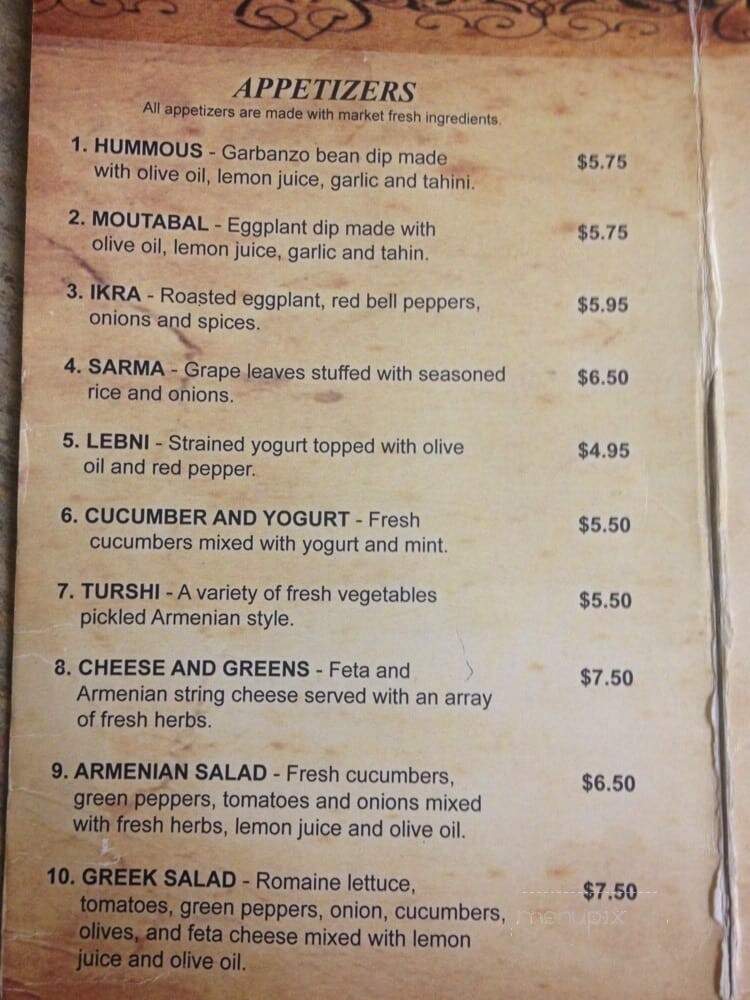 APPETIZERS
All appetizers are made with market fresh ingredients.
1. HUMMOUS - Garbanzo bean dip made $5.75
with olive oil, lemon juice, garlic and tahini.
2. MOUTABAL - Eggplant dip made with $5.75
olive oil, lemon juice, garlic and tahin.
3. IKRA - Roasted eggplant, red bell peppers, $5.95
onions and spices.
4. SARMA - Grape leaves stuffed with seasoned $6.50
rice and onions.
5. LEBNI - Strained yogurt topped with olive $4.95
oil and red pepper.
6. CUCUMBER AND YOGURT - Fresh $5.50
cucumbers mixed with yogurt and mint.
7. TURSHI - A variety of fresh vegetables $5.50
pickled Armenian style.
8. CHEESE AND GREENS - Feta and $7.50
Armenian string cheese served with an array
of fresh herbs.
9. ARMENIAN SALAD - Fresh cucumbers, $6.50
green peppers, tomatoes and onions mixed
with fresh herbs, lemon juice and olive oil.
10. GREEK SALAD - Romaine lettuce, $7.50
tomatoes, green peppers, onion, cucumbers,
olives, and feta cheese mixed with lemon
juice and olive oil.
menupix